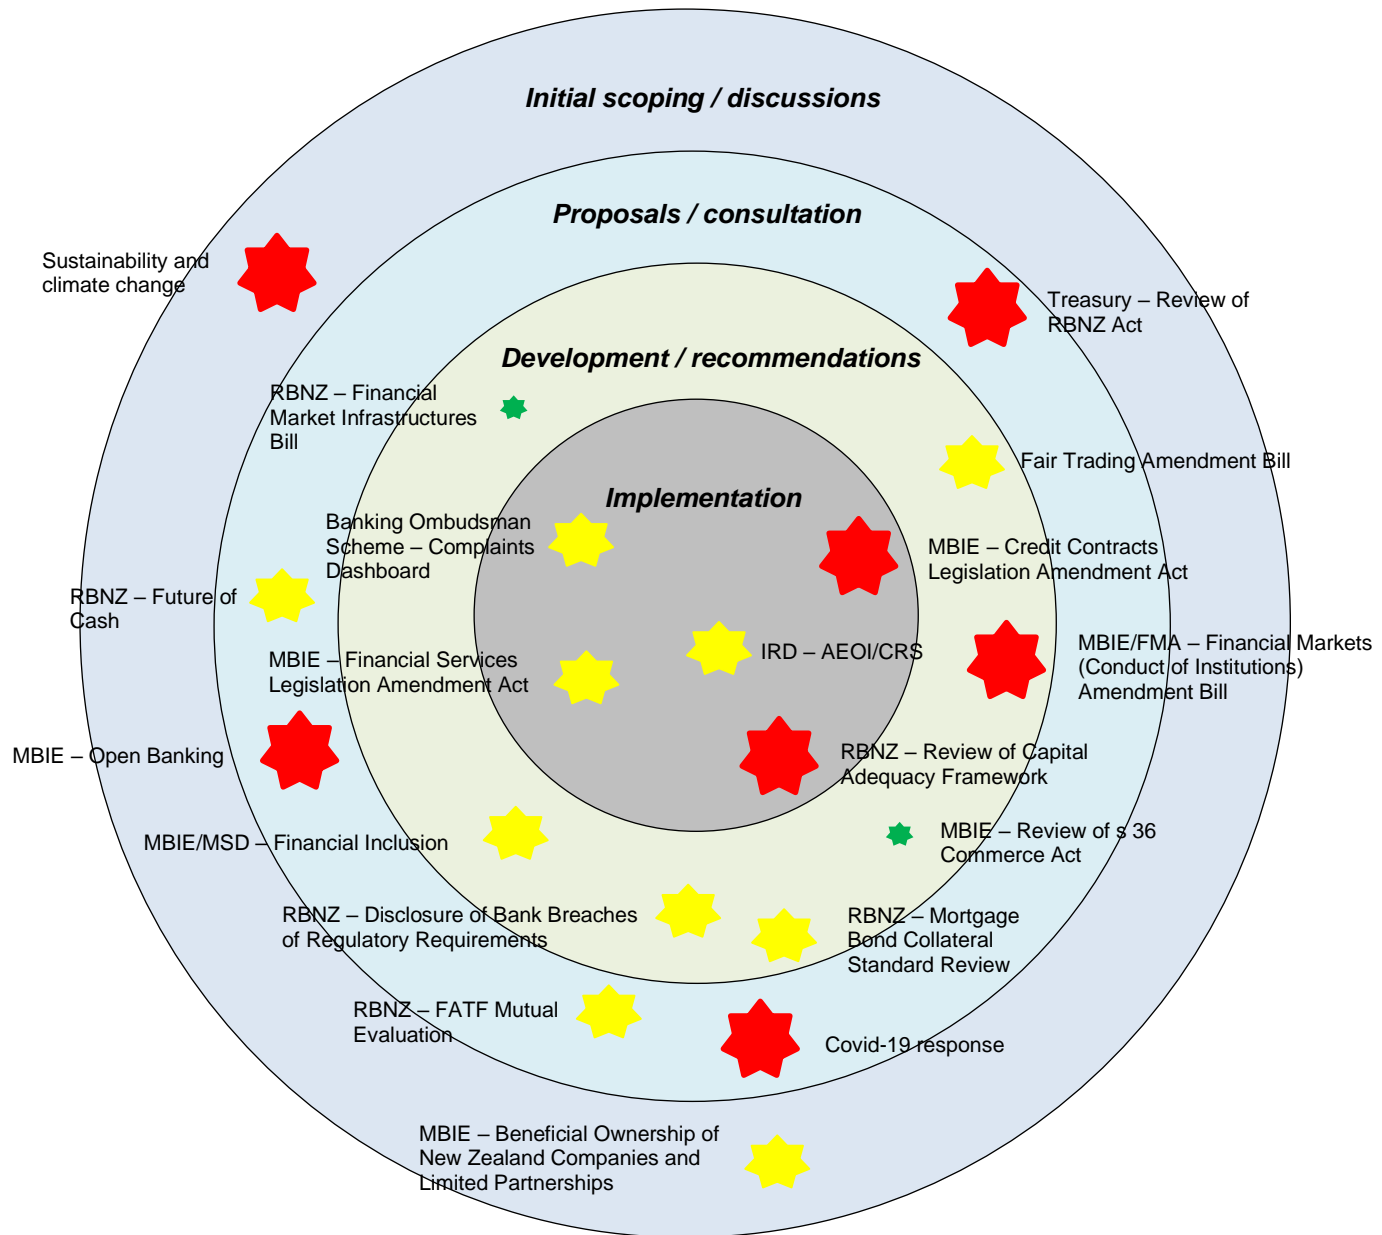 Initial scoping / discussions
Proposals / consultation
Sustainability and
climate change
Treasury – Review of
RBNZ Act
Development / recommendations
RBNZ – Financial
Market Infrastructures
Bill
Fair Trading Amendment Bill
Implementation
Banking Ombudsman
Scheme – Complaints
Dashboard
MBIE – Credit Contracts
Legislation Amendment Act
RBNZ – Future of
Cash
MBIE – Financial Services
Legislation Amendment Act
IRD – AEOI/CRS
MBIE/FMA – Financial Markets
(Conduct of Institutions)
Amendment Bill
MBIE – Open Banking
RBNZ – Review of Capital
Adequacy Framework
MBIE/MSD – Financial Inclusion
MBIE – Review of s 36
Commerce Act
RBNZ – Disclosure of Bank Breaches
of Regulatory Requirements
RBNZ – Mortgage
Bond Collateral
Standard Review
RBNZ – FATF Mutual
Evaluation
Covid-19 response
MBIE – Beneficial Ownership of
New Zealand Companies and
Limited Partnerships